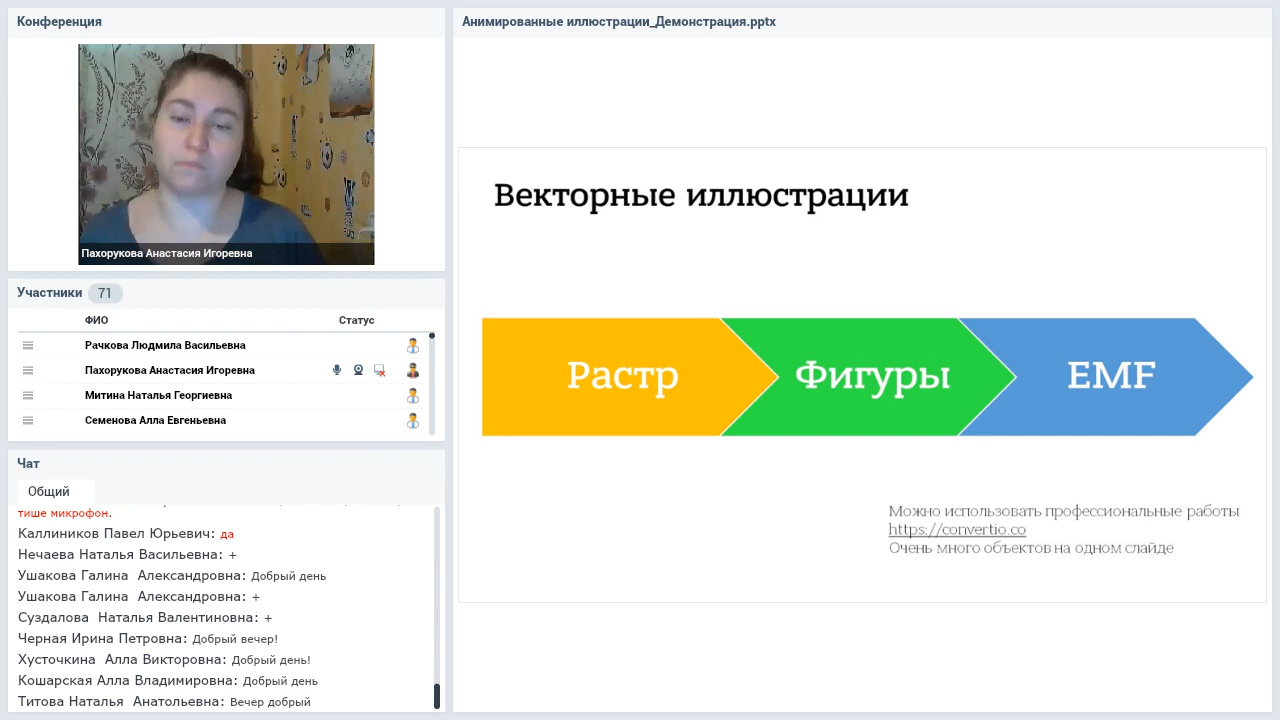 Конференция
Пахорукова Анастасия Игоревна
Участники 71
ФИО Статус
Рачкова Людмила Васильевна
Пахорукова Анастасия Игоревна
Митина Наталья Георгиевна
Семенова Алла Евгеньевна
Чат
Общий
тише микрофон.
Каллиников Павел Юрьевич: да
Нечаева Наталья Васильевна: +
Ушакова Галина  Александровна: Добрый день
Ушакова Галина  Александровна: +
Суздалова  Наталья Валентиновна: +
Черная Ирина Петровна: Добрый вечер!
Хусточкина  Алла Викторовна: Добрый день!
Кошарская Алла Владимировна: Добрый день
Титова Наталья  Анатольевна: Вечер добрый
Анимированные иллюстрации_Демонстрация.pptx
Векторные иллюстрации
Растр Фигуры EMF
Можно использовать профессиональные работы
https://convertio.co
Очень много объектов на одном слайде